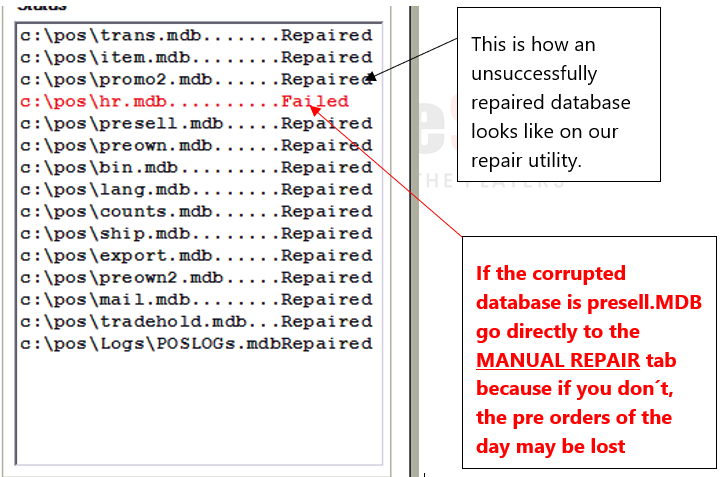 Status
c:\pos\trans.mdb.......Repaired
c:\pos\item.mdb........Repaired
c:\pos\promo2.mdb......Repaired
c:\pos\hr.mdb..........Failed
c:\pos\presell.mdb.....Repaired
c:\pos\preown.mdb......Repaired
c:\pos\bin.mdb.........Repaired
c:\pos\lang.mdb........Repaired
c:\pos\counts.mdb......Repaired
c:\pos\ship.mdb........Repaired
c:\pos\export.mdb......Repaired
c:\pos\preown2.mdb.....Repaired
c:\pos\mail.mdb........Repaired
c:\pos\tradehold.mdb...Repaired
c:\pos\Logs\POSLOGs.mdbRepaired
This is how an
unsuccessfully
repaired database
looks like on our
repair utility.
THE PLAYERS
If the corrupted
database is presell.MDB
go directly to the
MANUAL REPAIR tab
because if you don´t,
the pre orders of the
day may be lost